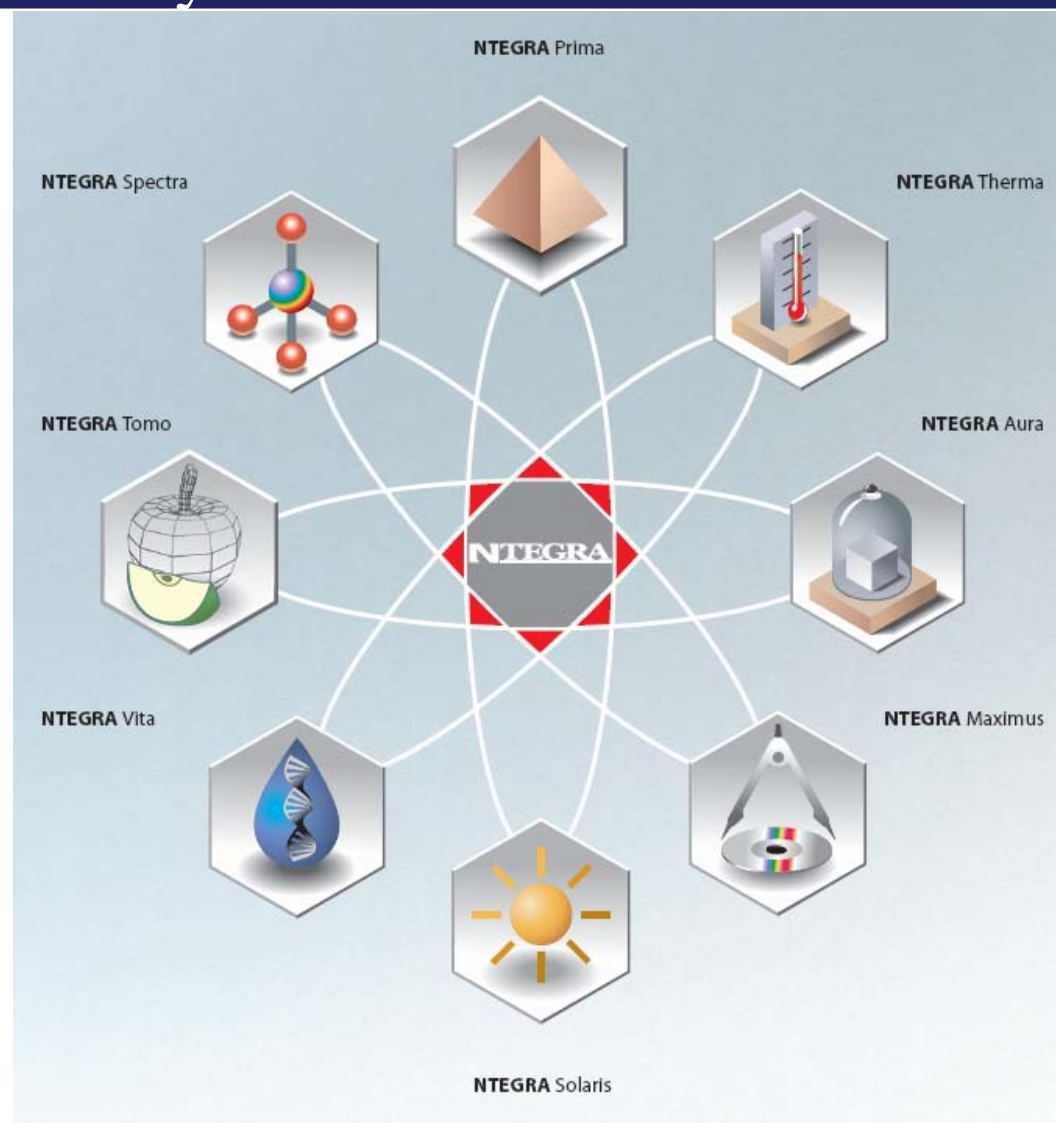 NTEGRA Prima
NTEGRA Spectra
NTEGRA Therma
NTEGRA Tomo
NTEGRA Aura
NTEGRA
NTEGRA Vita
NTEGRA Maximus
NTEGRA Solaris